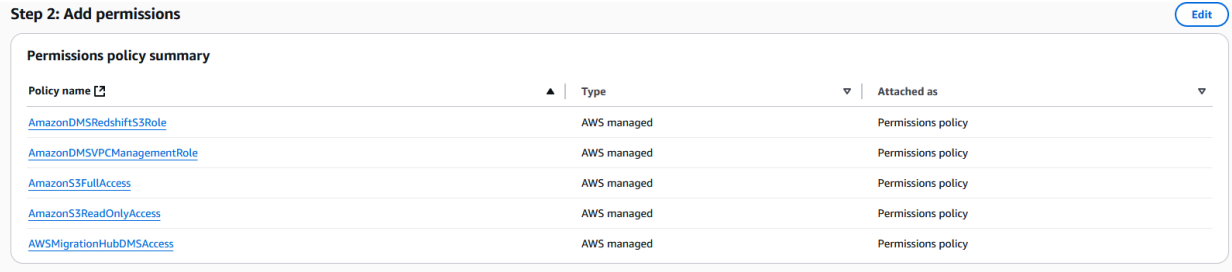 Step 2: Add permissions
Edit
Permissions policy summary
Policy name Type Attached as
AmazonDMSRedshiftS3Role AWS managed Permissions policy
AmazonDMSVPCManagementRole AWS managed Permissions policy
AmazonS3FullAccess AWS managed Permissions policy
AmazonS3ReadOnlyAccess AWS managed Permissions policy
AWSMigrationHubDMSAccess AWS managed Permissions policy